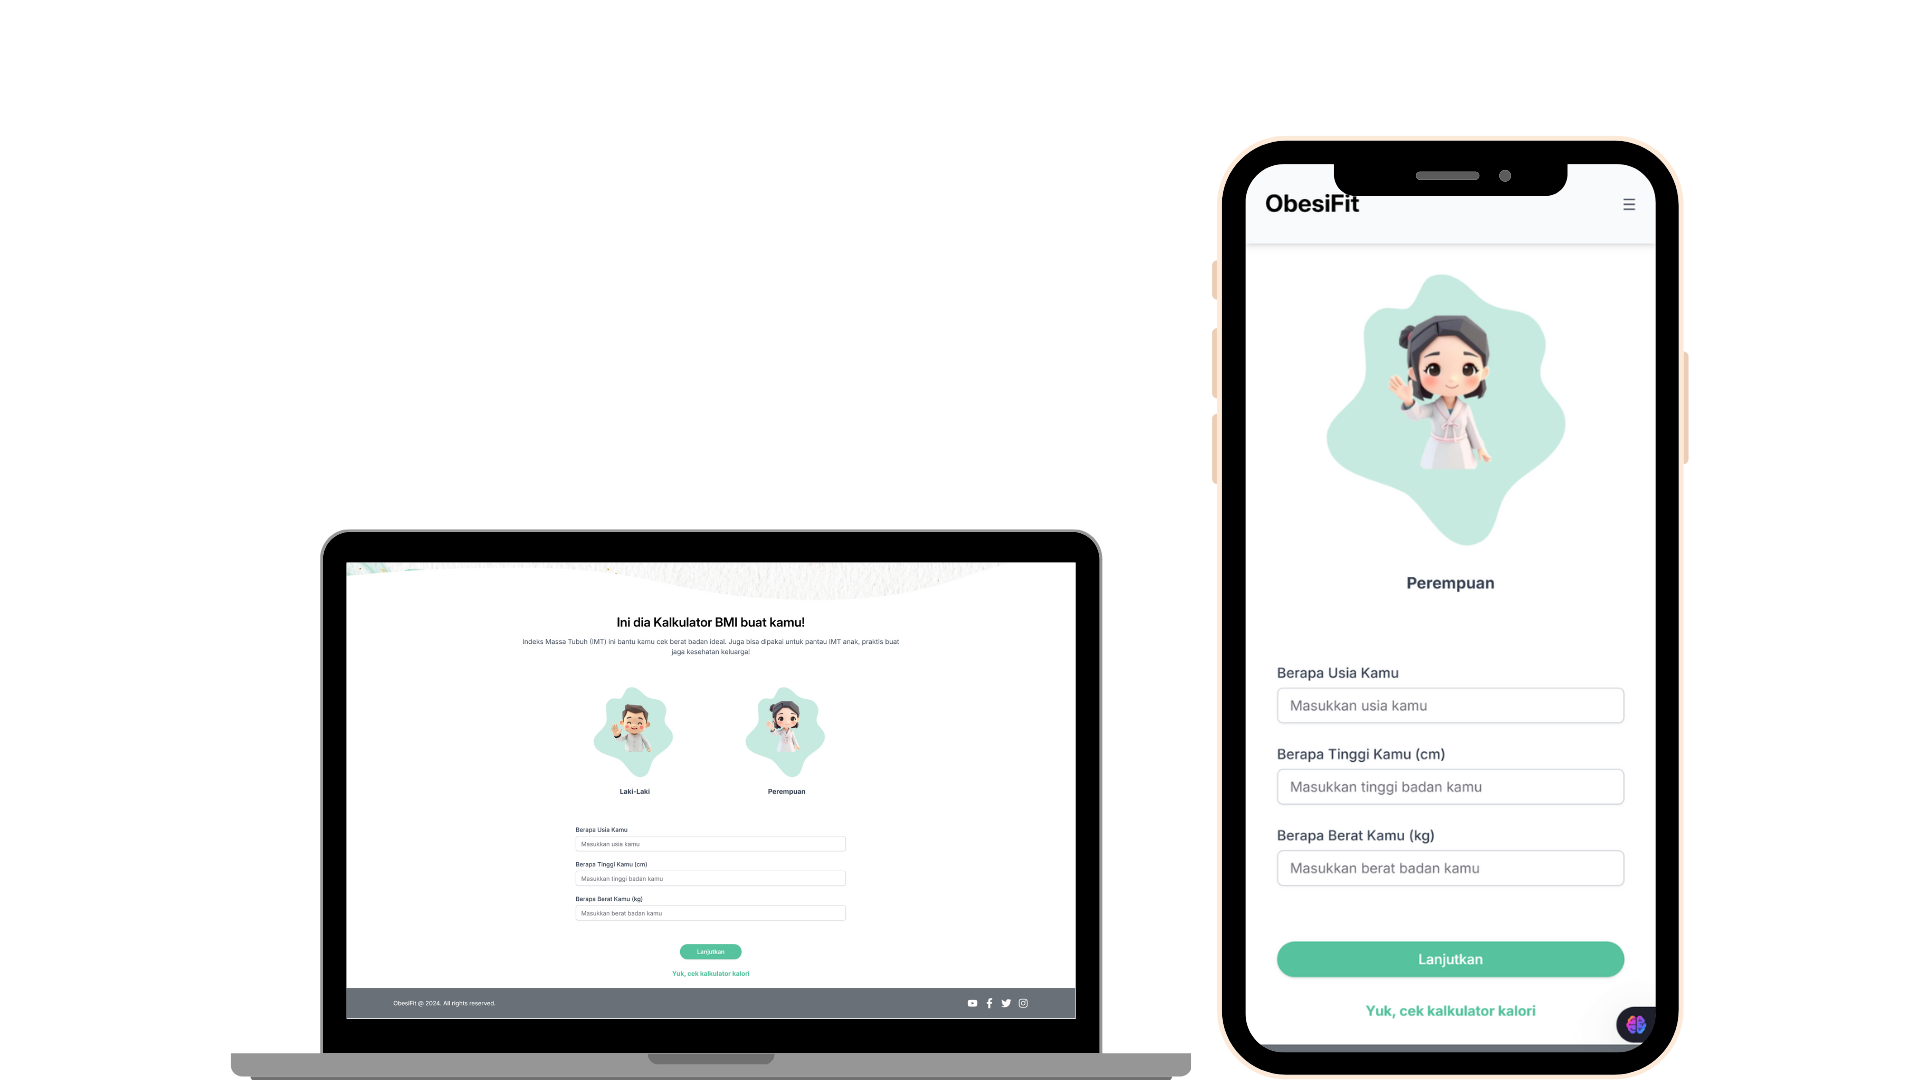 Ini dia Kalkulator BMI buat kamu!
Indeks Massa Tubuh (IMT) ini bantu kamu cek berat badan ideal. Juga bisa dipakai untuk pantau IMT anak, praktis buat
jaga kesehatan keluarga!
Laki-Laki
Perempuan
Berapa Usia Kamu
Masukkan usia kamu
Berapa Tinggi Kamu (cm)
Masukkan tinggi badan kamu
Berapa Berat Kamu (kg)
Masukkan berat badan kamu
Lanjutkan
Yuk, cek kalkulator kalori
ObesiFit @ 2024. All rights reserved.
ObesiFit
Perempuan
Berapa Usia Kamu
Masukkan usia kamu
Berapa Tinggi Kamu (cm)
Masukkan tinggi badan kamu
Berapa Berat Kamu (kg)
Masukkan berat badan kamu
Lanjutkan
Yuk, cek kalkulator kalori